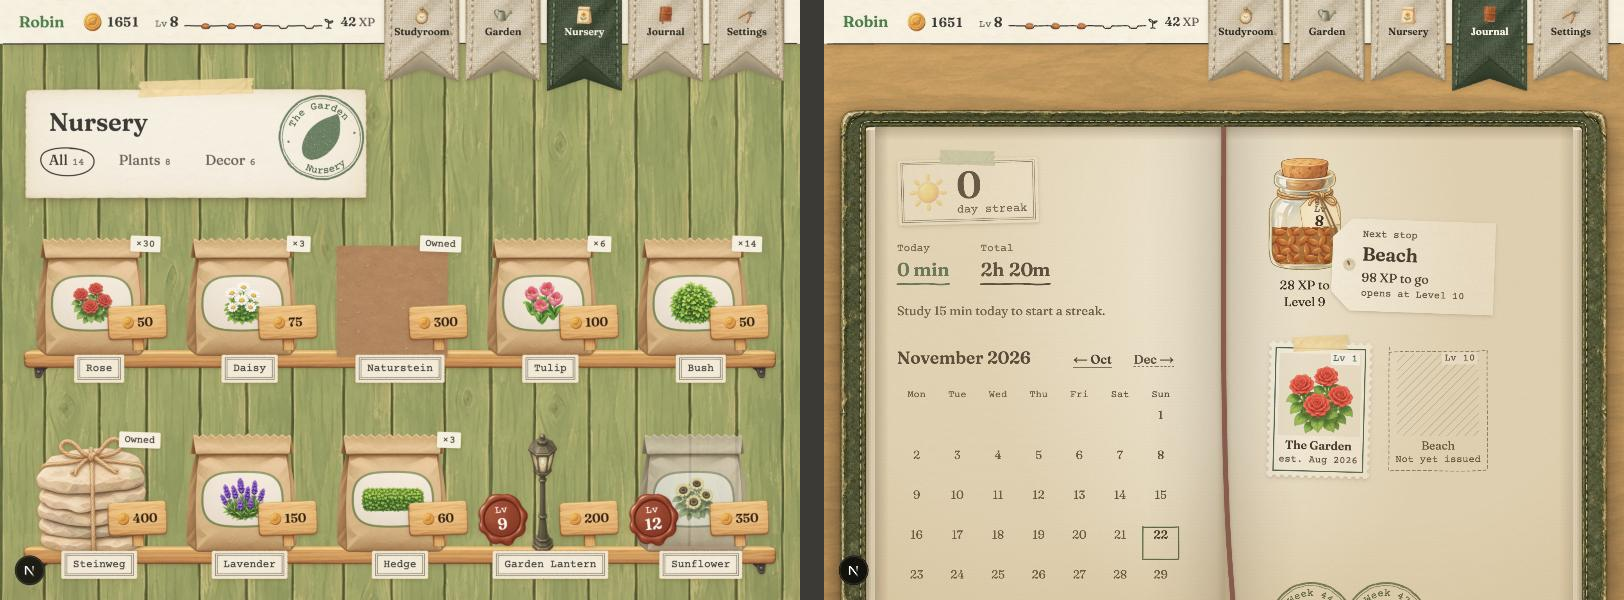 Robin 1651 Lv 8 42 XP
Studyroom Garden Nursery Journal Settings
Nursery
All 14 Plants 8 Decor 6
The Garden
Nursery
×30 ×3 Owned ×6 ×14
50 75 300 100 50
Rose Daisy Naturstein Tulip Bush
Owned ×3
Lv 9 Lv 12
400 150 60 200 350
Steinweg Lavender Hedge Garden Lantern Sunflower
N
Robin 1651 Lv 8 42 XP
Studyroom Garden Nursery Journal Settings
0
day streak
Today Total
0 min 2h 20m
Study 15 min today to start a streak.
November 2026 ← Oct Dec →
Mon Tue Wed Thu Fri Sat Sun
1
2 3 4 5 6 7 8
9 10 11 12 13 14 15
16 17 18 19 20 21 22
23 24 25 26 27 28 29
N
Lv
8
28 XP to
Level 9
Next stop
Beach
98 XP to go
opens at Level 10
Lv 1
The Garden
est. Aug 2026
Lv 10
Beach
Not yet issued
Week Week